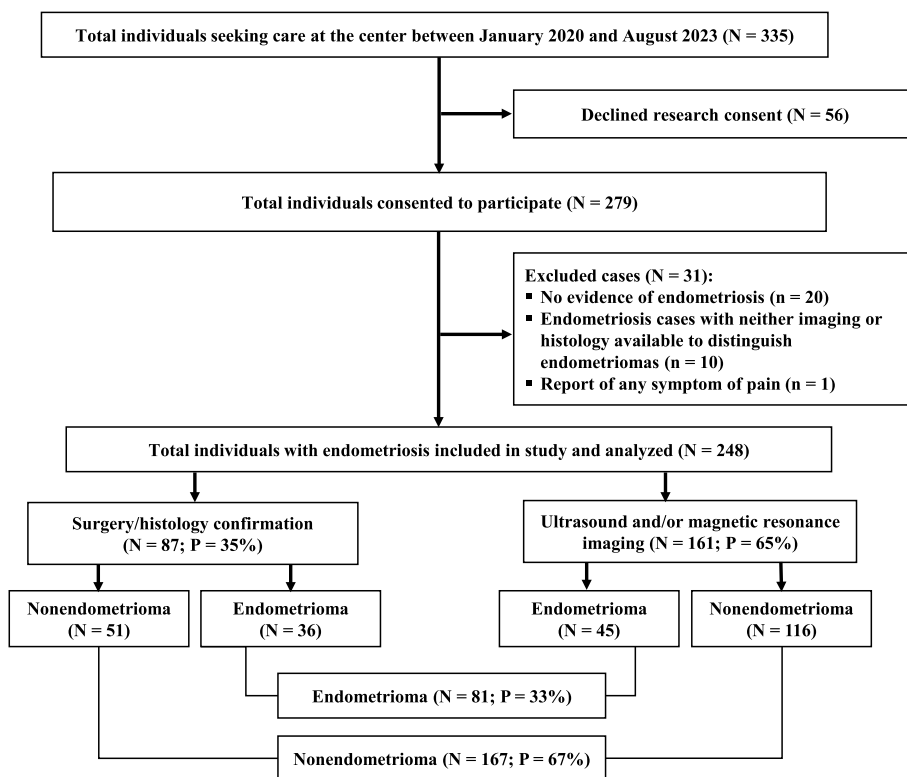 Total individuals seeking care at the center between January 2020 and August 2023 (N = 335)
Declined research consent (N = 56)
Total individuals consented to participate (N = 279)
Excluded cases (N = 31):
▪ No evidence of endometriosis (n = 20)
▪ Endometriosis cases with neither imaging or
histology available to distinguish
endometriomas (n = 10)
▪ Report of any symptom of pain (n = 1)
Total individuals with endometriosis included in study and analyzed (N = 248)
Surgery/histology confirmation
(N = 87; P = 35%)
Ultrasound and/or magnetic resonance
imaging (N = 161; P = 65%)
Nonendometrioma
(N = 51)
Endometrioma
(N = 36)
Endometrioma
(N = 45)
Nonendometrioma
(N = 116)
Endometrioma (N = 81; P = 33%)
Nonendometrioma (N = 167; P = 67%)